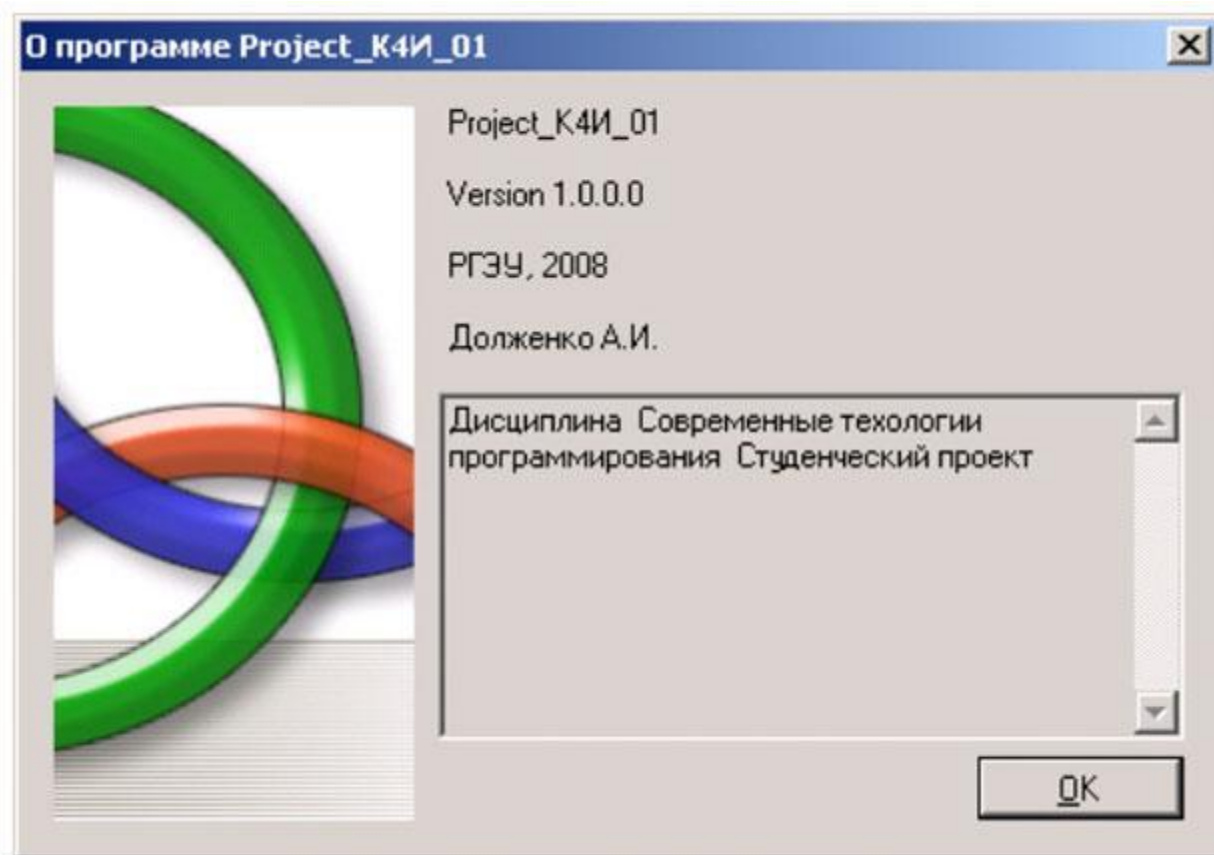 О программе Project_К4И_01
Project_К4И_01
Version 1.0.0.0
РГЭУ, 2008
Долженко А.И.
Дисциплина Современные техологии
программирования Студенческий проект
OK